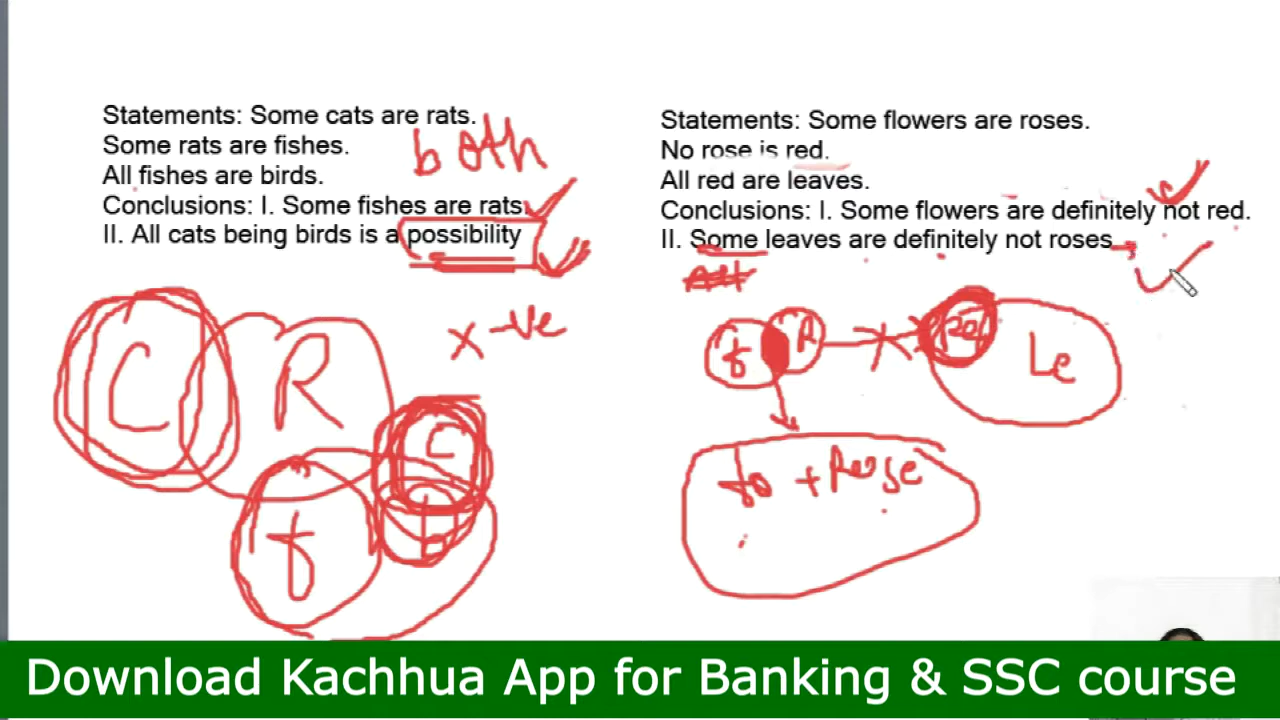 Statements: Some cats are rats.
Some rats are fishes.
All fishes are birds.
Conclusions: I. Some fishes are rats.
II. All cats being birds is a possibility
both
x -ve
C
R
f
C
B
Statements: Some flowers are roses.
No rose is red.
All red are leaves.
Conclusions: I. Some flowers are definitely not red.
II. Some leaves are definitely not roses
All
f
R
Red
Le
+ Rose
Download Kachhua App for Banking & SSC course